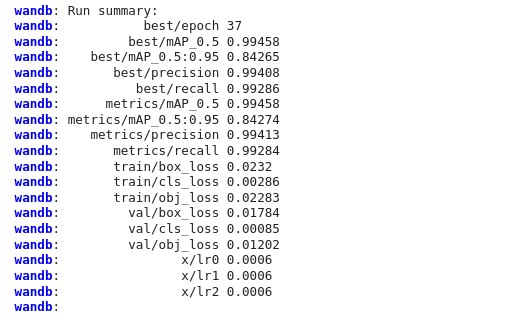 wandb: Run summary:
wandb: best/epoch 37
wandb: best/mAP_0.5 0.99458
wandb: best/mAP_0.5:0.95 0.84265
wandb: best/precision 0.99408
wandb: best/recall 0.99286
wandb: metrics/mAP_0.5 0.99458
wandb: metrics/mAP_0.5:0.95 0.84274
wandb: metrics/precision 0.99413
wandb: metrics/recall 0.99284
wandb: train/box_loss 0.0232
wandb: train/cls_loss 0.00286
wandb: train/obj_loss 0.02283
wandb: val/box_loss 0.01784
wandb: val/cls_loss 0.00085
wandb: val/obj_loss 0.01202
wandb: x/lr0 0.0006
wandb: x/lr1 0.0006
wandb: x/lr2 0.0006
wandb: